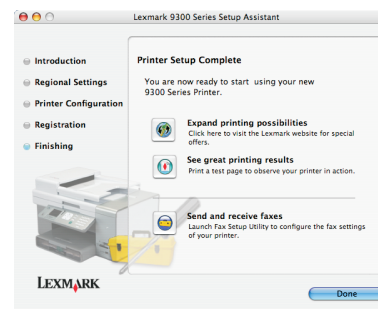 Lexmark 9300 Series Setup Assistant
Introduction
Regional Settings
Printer Configuration
Registration
Finishing
Printer Setup Complete
You are now ready to start using your new
9300 Series Printer.
Expand printing possibilities
Click here to visit the Lexmark website for special
offers.
See great printing results
Print a test page to observe your printer in action.
Send and receive faxes
Launch Fax Setup Utility to configure the fax settings
of your printer.
LEXMARK
Done